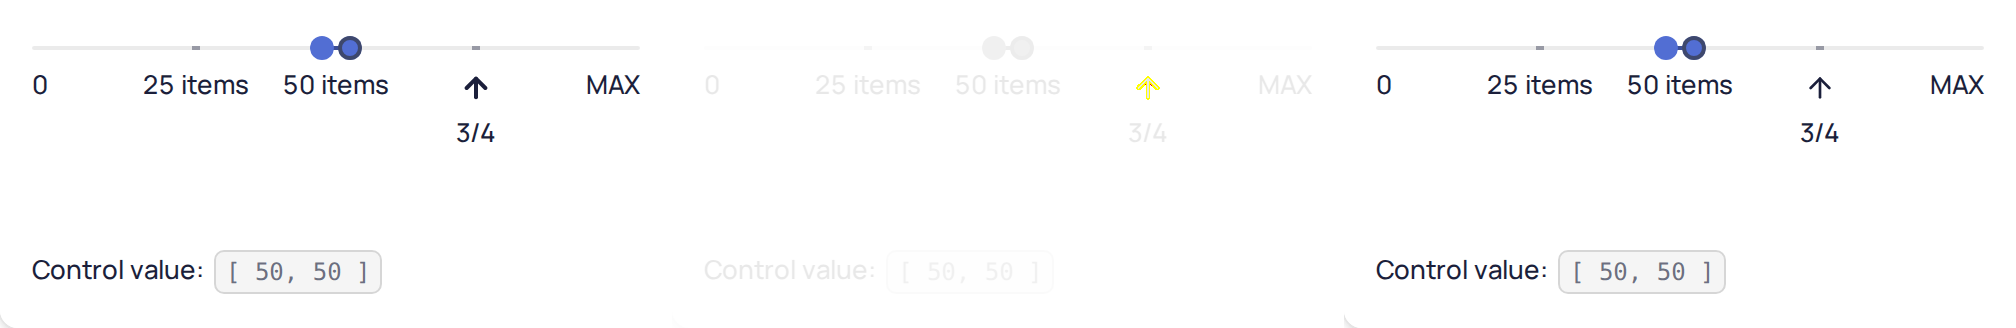 0 25 items 50 items ↑ MAX
3/4
Control value: [ 50, 50 ]
0 25 items 50 items ↑ MAX
3/4
Control value: [ 50, 50 ]
0 25 items 50 items ↑ MAX
3/4
Control value: [ 50, 50 ]